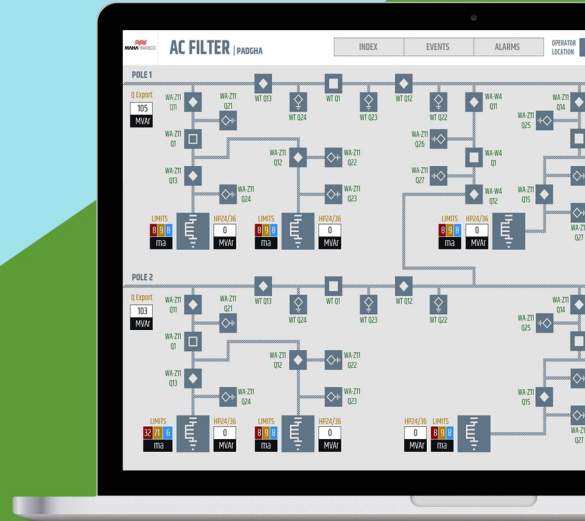 MAHATRANSCO
AC FILTER | PADGHA
INDEX
EVENTS
ALARMS
OPERATOR
LOCATION
POLE 1
Q Export
105
MVAr
WA-Z11
Q11
WA-Z11
Q21
WT Q13
WT Q24
WT Q1
WT Q23
WT Q12
WT Q22
WA-W4
Q11
WA-Z11
Q14
WA-Z11
Q25
WA-Z11
Q1
WA-Z11
Q26
WA-Z11
Q12
WA-Z11
Q22
WA-W4
Q1
WA-Z11
Q13
WA-Z11
Q27
WA-Z11
Q24
WA-Z11
Q23
WA-W4
Q12
WA-Z11
Q15
WA-Z1
Q27
LIMITS
8 9 8
ma
HP24/36
0
MVAr
LIMITS
8 9 8
ma
HP24/36
0
MVAr
LIMITS
8 9 8
ma
HP24/36
0
MVAr
POLE 2
Q Export
103
MVAr
WA-Z11
Q11
WA-Z11
Q21
WT Q13
WT Q24
WT Q1
WT Q23
WT Q12
WT Q22
WA-Z11
Q14
WA-Z11
Q25
WA-Z11
Q1
WA-Z11
Q12
WA-Z11
Q22
WA-Z11
Q13
WA-Z11
Q24
WA-Z11
Q23
WA-Z11
Q15
WA-Z1
Q27
LIMITS
32 71 6
ma
HP24/36
0
MVAr
LIMITS
8 9 8
ma
HP24/36
0
MVAr
HP24/36
0
MVAr
LIMITS
8 9 8
ma